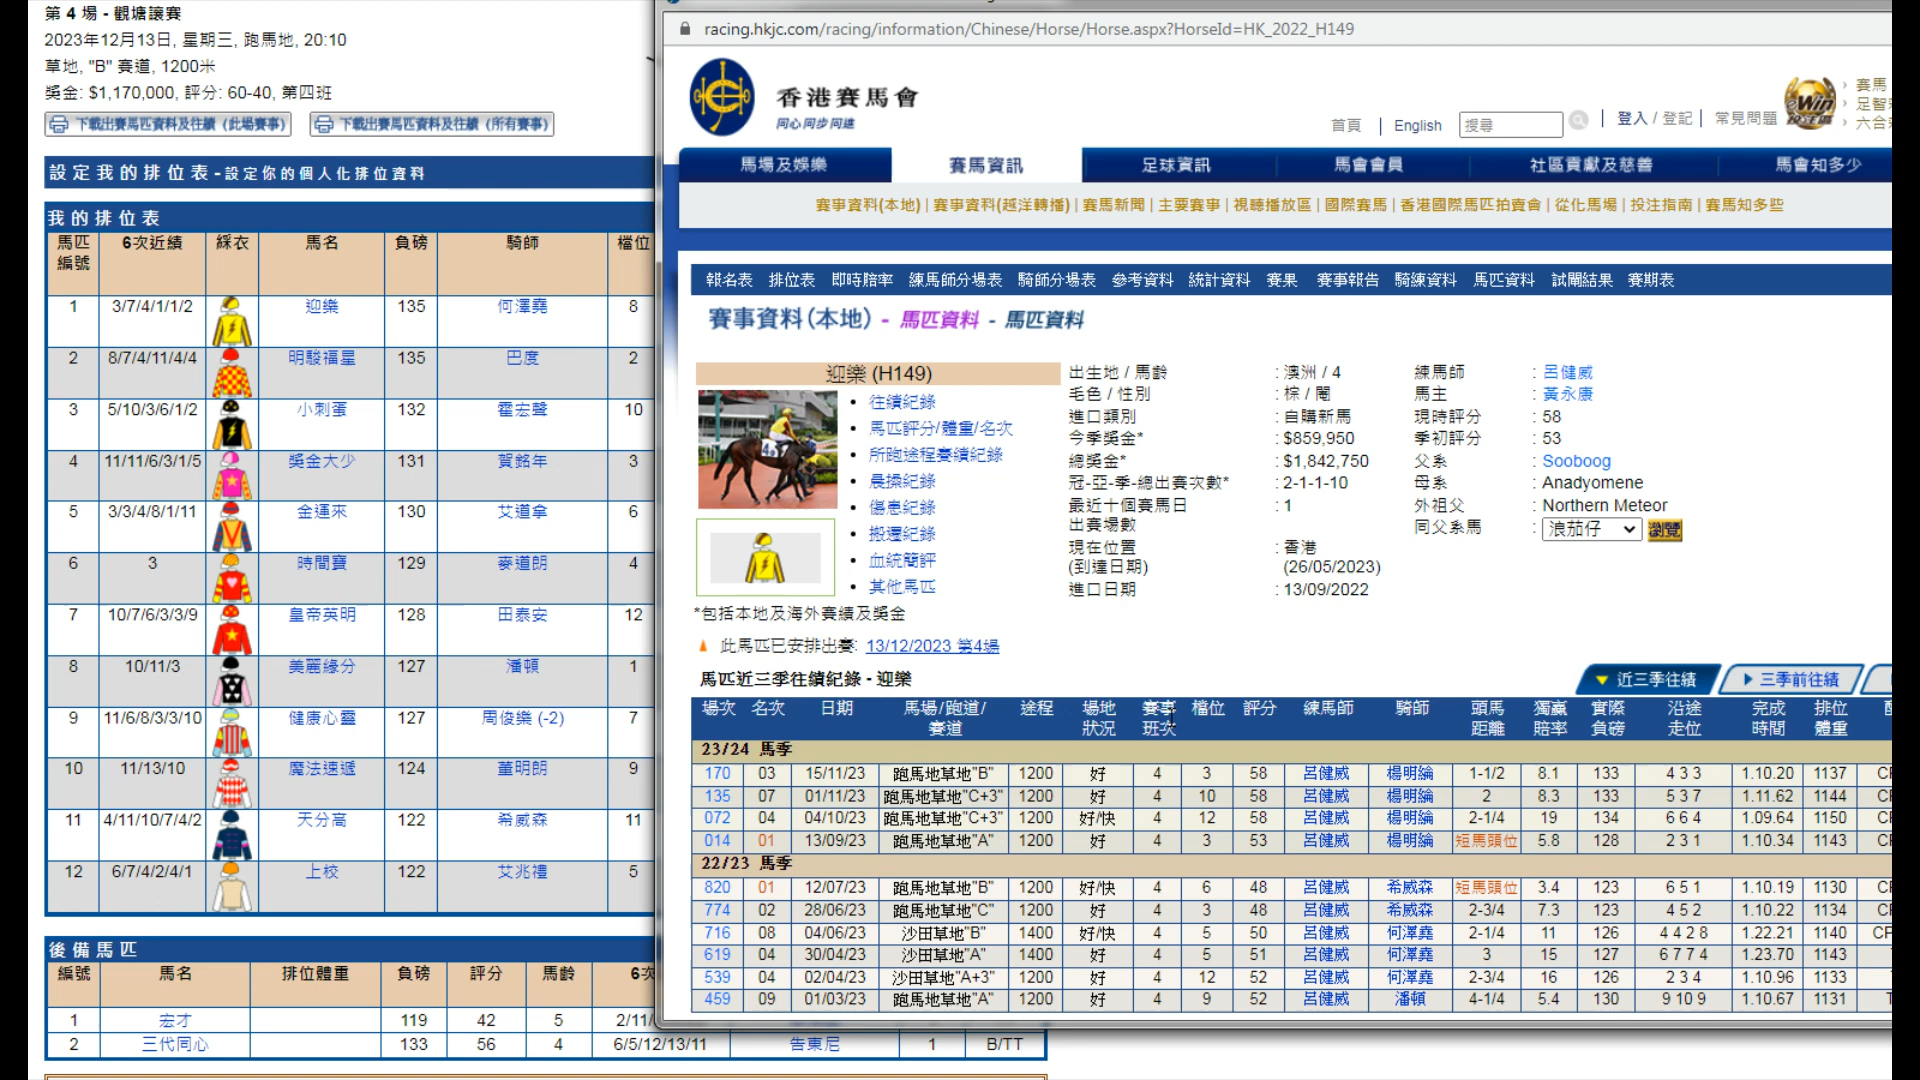 第 4 場 - 觀塘讓賽
2023年12月13日, 星期三, 跑馬地, 20:10
草地, "B" 賽道, 1200米
獎金: $1,170,000, 評分: 60-40, 第四班
下載出賽馬匹資料及往績 (此場賽事) 下載出賽馬匹資料及往績 (所有賽事)
設定我的排位表-設定你的個人化排位資料
我的排位表
馬匹編號 6次近績 綵衣 馬名 負磅 騎師 檔位
1 3/7/4/1/1/2 迎樂 135 何澤堯 8
2 8/7/4/11/4/4 明駿福星 135 巴度 2
3 5/10/3/6/1/2 小刺蛋 132 霍宏聲 10
4 11/11/6/3/1/5 獎金大少 131 賀銘年 3
5 3/3/4/8/1/11 金運來 130 艾道拿 6
6 3 時間寶 129 麥道朗 4
7 10/7/6/3/3/9 皇帝英明 128 田泰安 12
8 10/11/3 美麗緣分 127 潘頓 1
9 11/6/8/3/3/10 健康心靈 127 周俊樂 (-2) 7
10 11/13/10 魔法速遞 124 董明朗 9
11 4/11/10/7/4/2 天分高 122 希威森 11
12 6/7/4/2/4/1 上校 122 艾兆禮 5
後備馬匹
編號 馬名 排位體重 負磅 評分 馬齡
1 宏才 119 42 5 2/11/
2 三代同心 133 56 4 6/5/12/13/11 告東尼 1 B/TT
racing.hkjc.com/racing/information/Chinese/Horse/Horse.aspx?HorseId=HK_2022_H149
香港賽馬會
同心同步同進
首頁 | English 搜尋 | 登入 / 登記 | 常見問題 eWin 投注區
› 賽馬
› 足智彩
› 六合彩
馬場及娛樂 賽馬資訊 足球資訊 馬會會員 社區貢獻及慈善 馬會知多少
賽事資料(本地) | 賽事資料(越洋轉播) | 賽馬新聞 | 主要賽事 | 視聽播放區 | 國際賽馬 | 香港國際馬匹拍賣會 | 從化馬場 | 投注指南 | 賽馬知多些
報名表 排位表 即時賠率 練馬師分場表 騎師分場表 參考資料 統計資料 賽果 賽事報告 騎練資料 馬匹資料 試閘結果 賽期表
賽事資料(本地) - 馬匹資料 - 馬匹資料
迎樂 (H149)
• 往績紀錄
• 馬匹評分/體重/名次
• 所跑途程賽績紀錄
• 晨操紀錄
• 傷患紀錄
• 搬遷紀錄
• 血統簡評
• 其他馬匹
出生地 / 馬齡 : 澳洲 / 4 練馬師 : 呂健威
毛色 / 性別 : 棕 / 閹 馬主 : 黃永康
進口類別 : 自購新馬 現時評分 : 58
今季獎金* : $859,950 季初評分 : 53
總獎金* : $1,842,750 父系 : Sooboog
冠-亞-季-總出賽次數* : 2-1-1-10 母系 : Anadyomene
最近十個賽馬日 : 1 外祖父 : Northern Meteor
出賽場數 同父系馬 : 浪茄仔 瀏覽
現在位置 : 香港
(到達日期) (26/05/2023)
進口日期 : 13/09/2022
*包括本地及海外賽績及獎金
此馬匹已安排出賽: 13/12/2023 第4場
馬匹近三季往績紀錄 - 迎樂 近三季往績 三季前往績
場次 名次 日期 馬場/跑道/賽道 途程 場地狀況 賽事班次 檔位 評分 練馬師 騎師 頭馬距離 獨贏賠率 實際負磅 沿途走位 完成時間 排位體重
23/24 馬季
170 03 15/11/23 跑馬地草地"B" 1200 好 4 3 58 呂健威 楊明綸 1-1/2 8.1 133 4 3 3 1.10.20 1137
135 07 01/11/23 跑馬地草地"C+3" 1200 好 4 10 58 呂健威 楊明綸 2 8.3 133 5 3 7 1.11.62 1144
072 04 04/10/23 跑馬地草地"C+3" 1200 好/快 4 12 58 呂健威 楊明綸 2-1/4 19 134 6 6 4 1.09.64 1150
014 01 13/09/23 跑馬地草地"A" 1200 好 4 3 53 呂健威 楊明綸 短馬頭位 5.8 128 2 3 1 1.10.34 1143
22/23 馬季
820 01 12/07/23 跑馬地草地"B" 1200 好/快 4 6 48 呂健威 希威森 短馬頭位 3.4 123 6 5 1 1.10.19 1130
774 02 28/06/23 跑馬地草地"C" 1200 好 4 3 48 呂健威 希威森 2-3/4 7.3 123 4 5 2 1.10.22 1134
716 08 04/06/23 沙田草地"B" 1400 好/快 4 5 50 呂健威 何澤堯 2-1/4 11 126 4 4 2 8 1.22.21 1140
619 04 30/04/23 沙田草地"A" 1400 好 4 5 51 呂健威 何澤堯 3 15 127 6 7 7 4 1.23.70 1143
539 04 02/04/23 沙田草地"A+3" 1200 好 4 12 52 呂健威 何澤堯 2-3/4 16 126 2 3 4 1.10.96 1133
459 09 01/03/23 跑馬地草地"A" 1200 好 4 9 52 呂健威 潘頓 4-1/4 5.4 130 9 10 9 1.10.67 1131